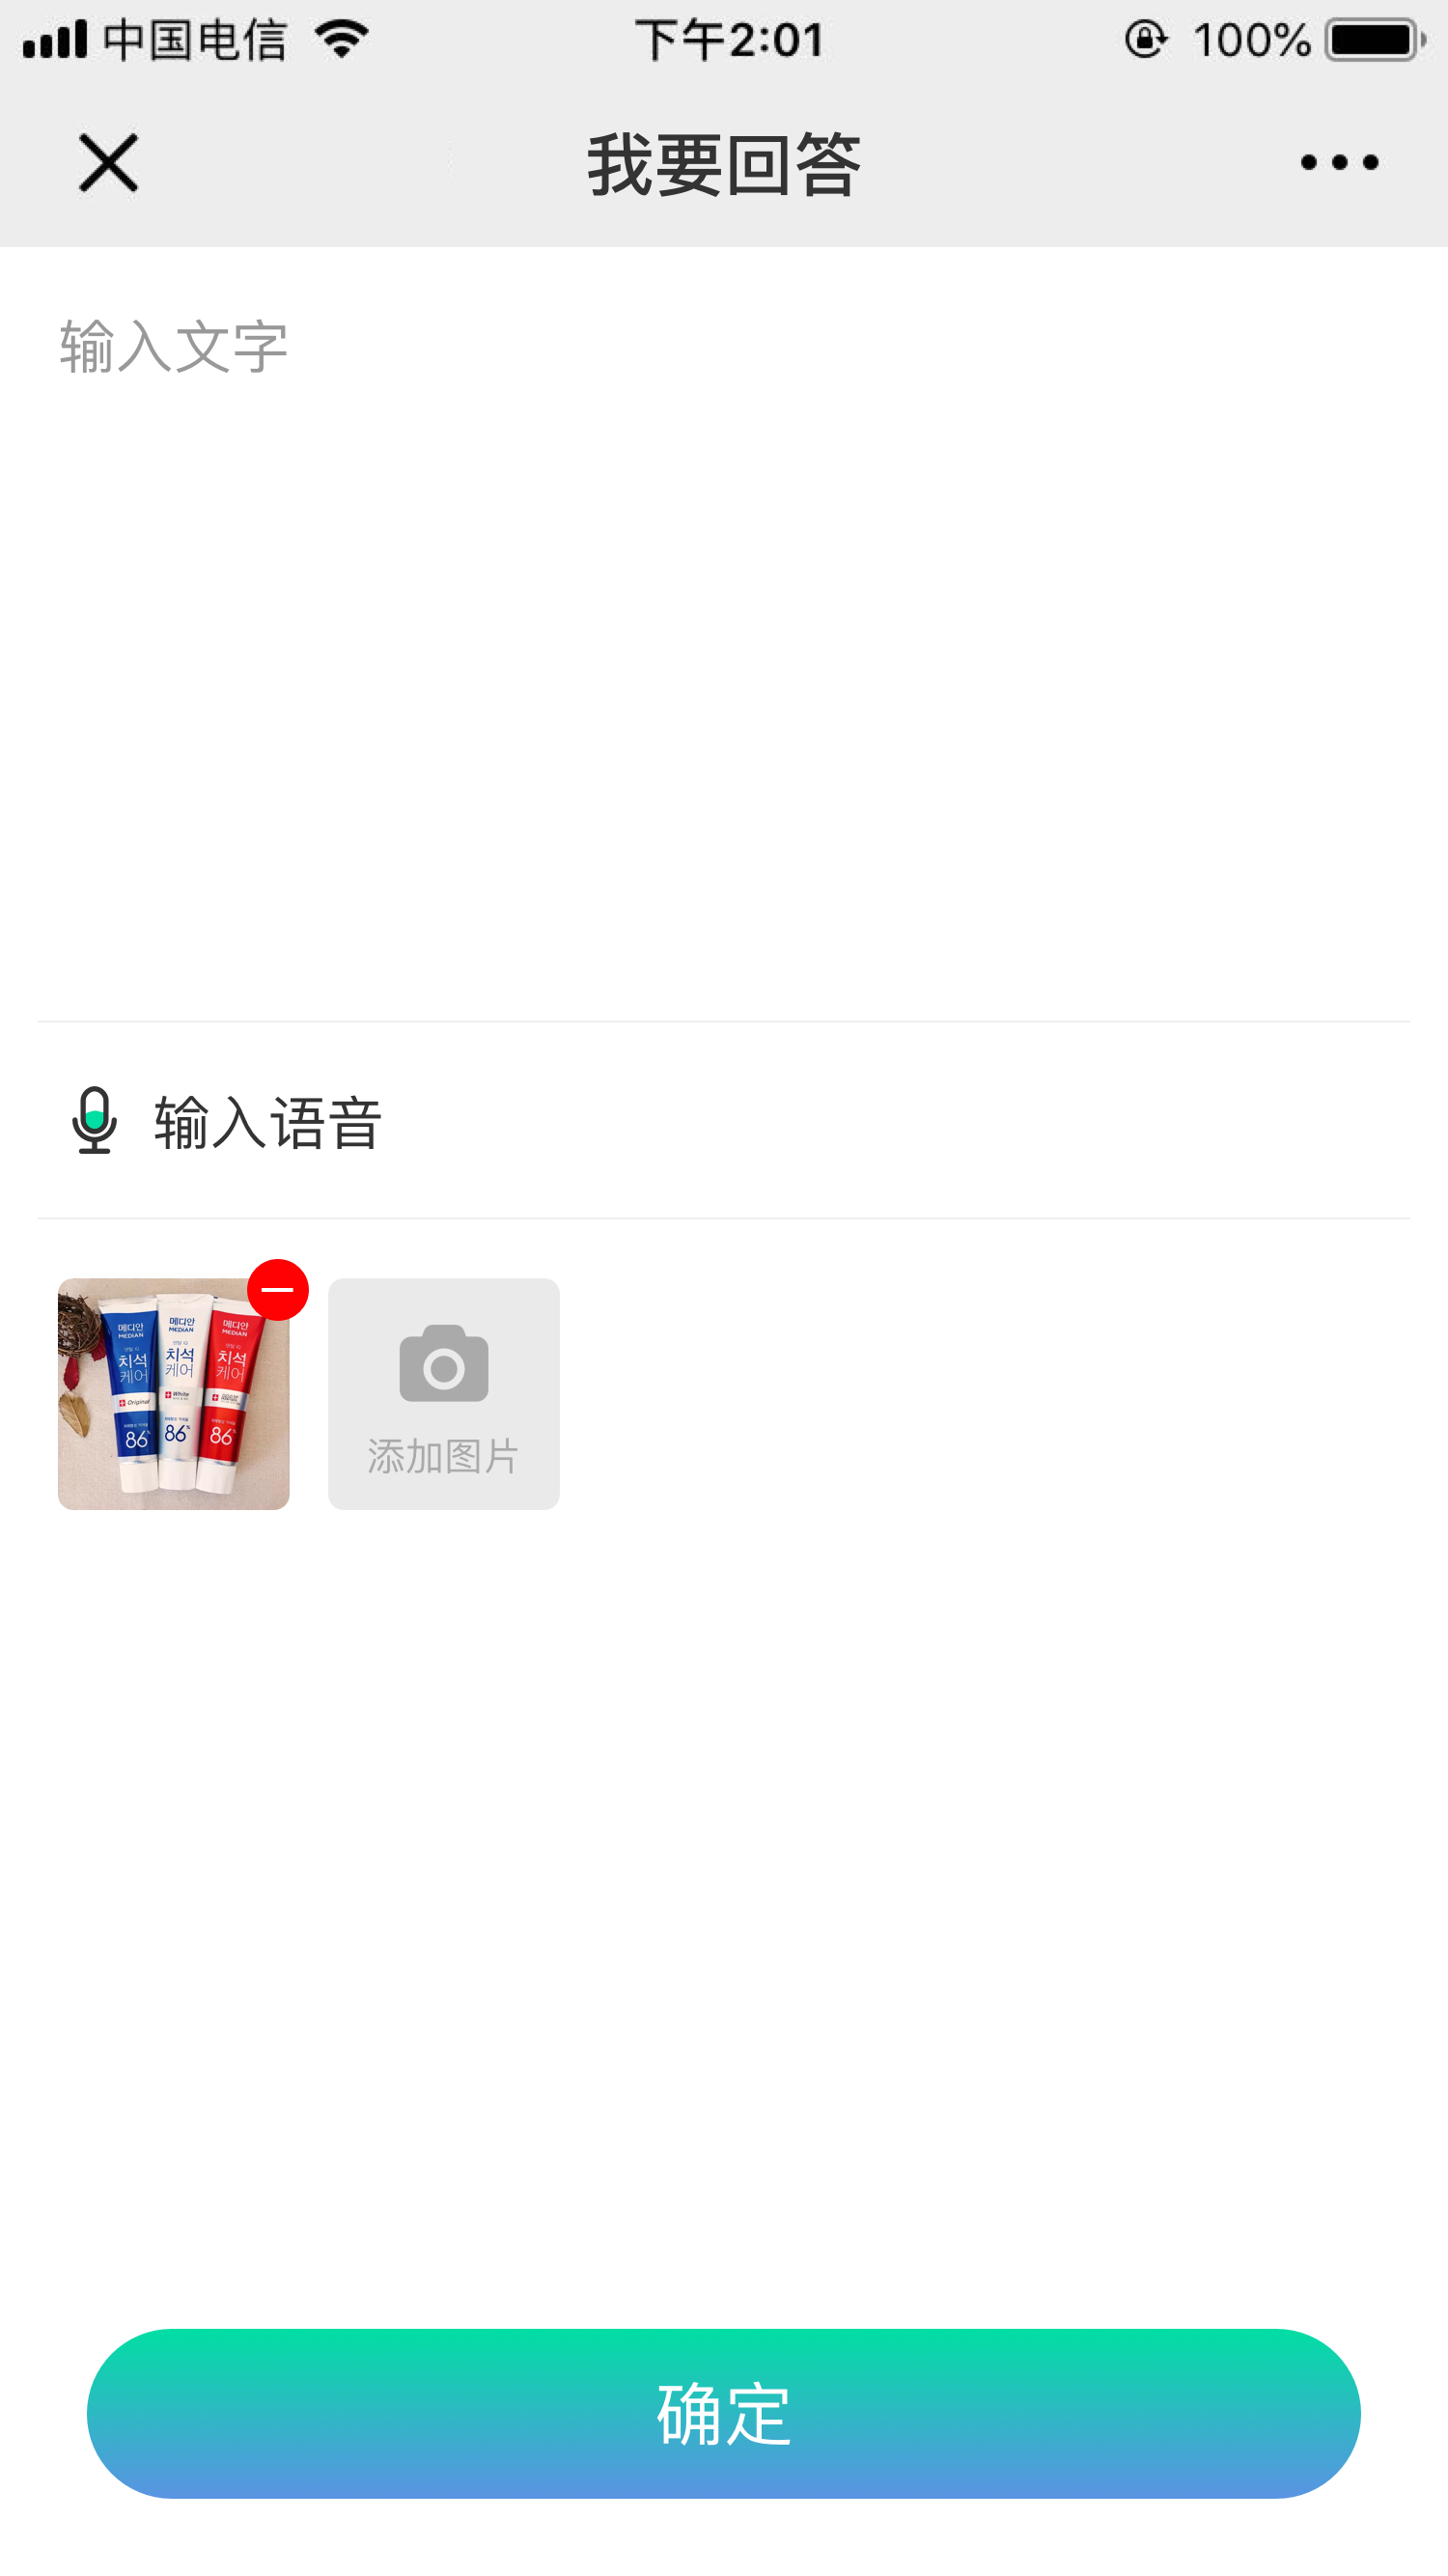 中国电信 下午2:01 100%
我要回答
输入文字
输入语音
메디안 메디안 메디안
MEDIAN MEDIAN MEDIAN
치석 치석 치석
케어 케어 케어
Original White
86% 86% 86%
添加图片
确定